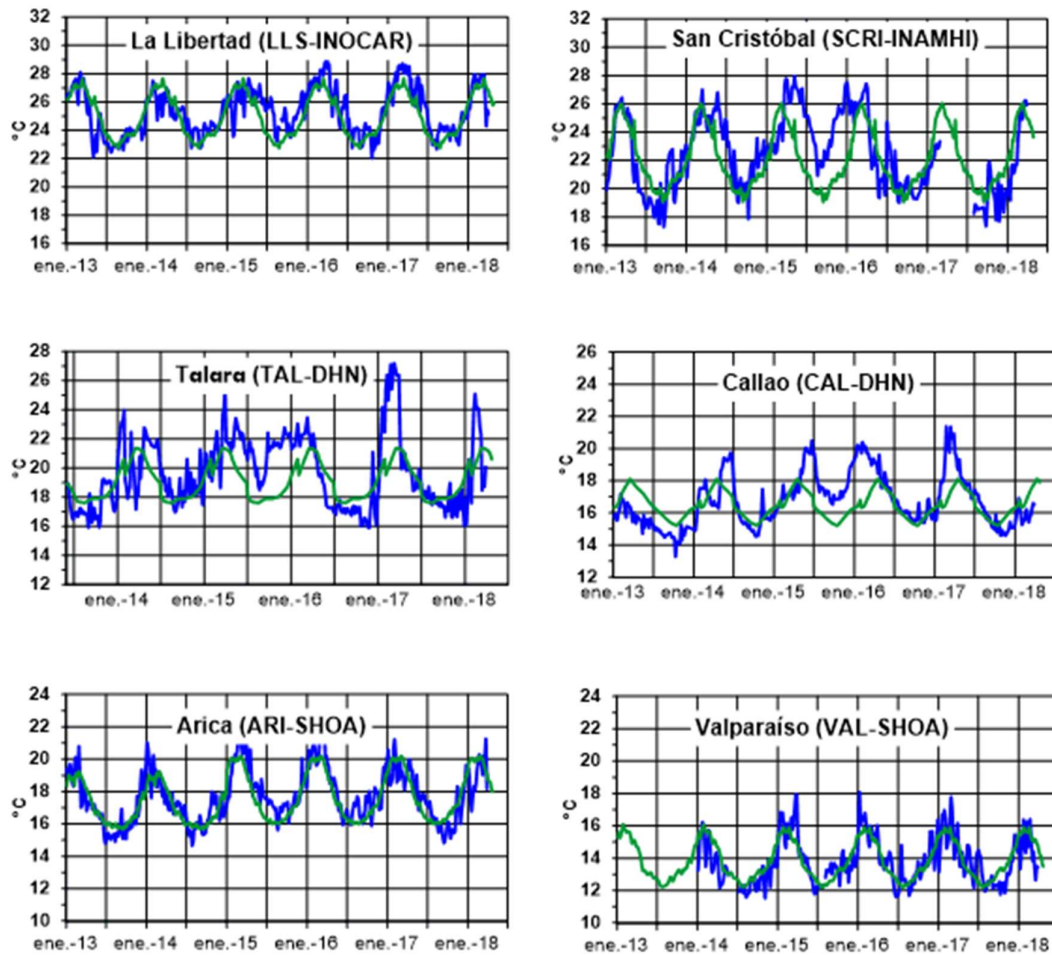 La Libertad (LLS-INOCAR)
°C
32
30
28
26
24
22
20
18
16
ene.-13 ene.-14 ene.-15 ene.-16 ene.-17 ene.-18
San Cristóbal (SCRI-INAMHI)
°C
32
30
28
26
24
22
20
18
16
ene.-13 ene.-14 ene.-15 ene.-16 ene.-17 ene.-18
Talara (TAL-DHN)
°C
28
26
24
22
20
18
16
14
12
ene.-14 ene.-15 ene.-16 ene.-17 ene.-18
Callao (CAL-DHN)
°C
26
24
22
20
18
16
14
12
ene.-13 ene.-14 ene.-15 ene.-16 ene.-17 ene.-18
Arica (ARI-SHOA)
°C
24
22
20
18
16
14
12
10
ene.-13 ene.-14 ene.-15 ene.-16 ene.-17 ene.-18
Valparaíso (VAL-SHOA)
°C
24
22
20
18
16
14
12
10
ene.-13 ene.-14 ene.-15 ene.-16 ene.-17 ene.-18